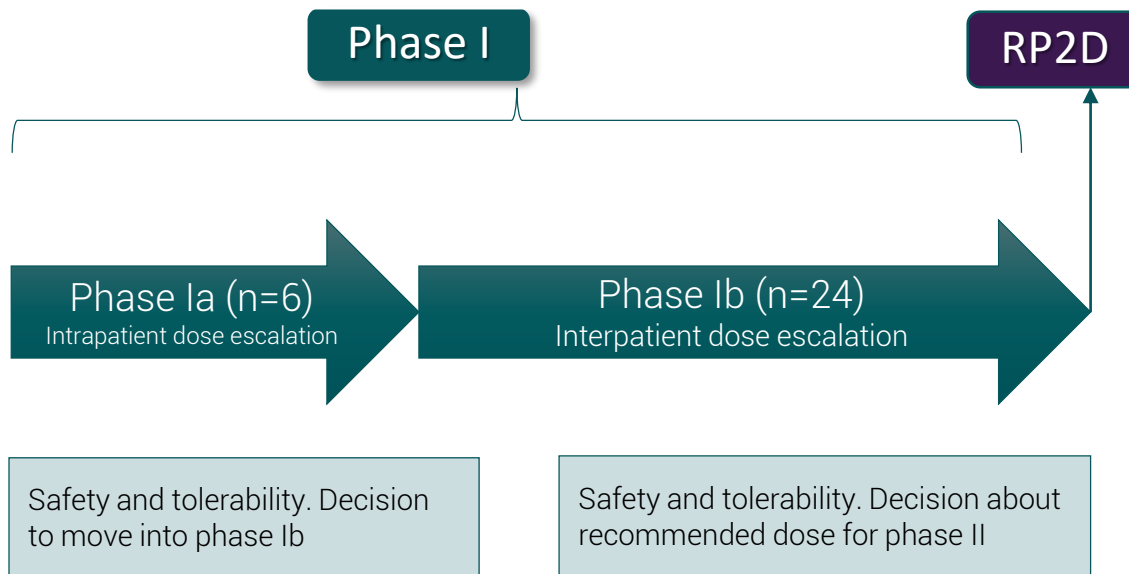 Phase I
RP2D
Phase Ia (n=6)
Intrapatient dose escalation
Phase Ib (n=24)
Interpatient dose escalation
Safety and tolerability. Decision
to move into phase Ib
Safety and tolerability. Decision about
recommended dose for phase II